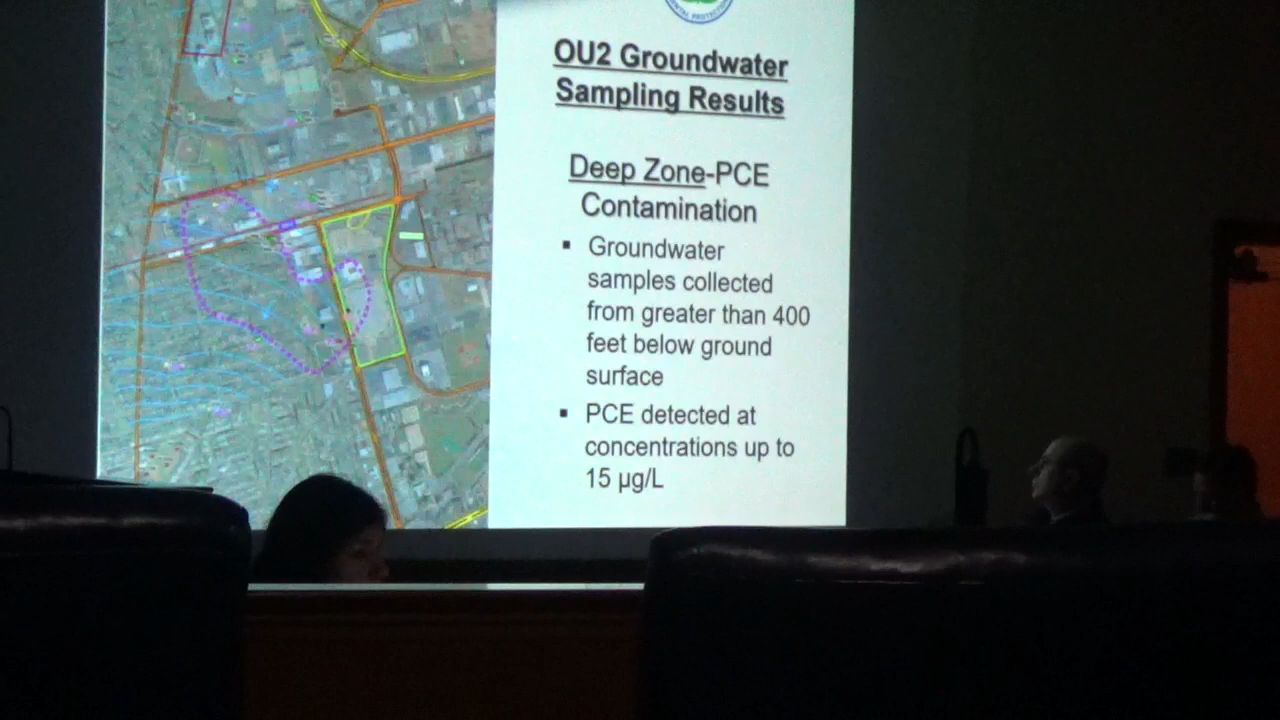 OU2 Groundwater
Sampling Results
Deep Zone-PCE
Contamination
▪ Groundwater
samples collected
from greater than 400
feet below ground
surface
▪ PCE detected at
concentrations up to
15 µg/L